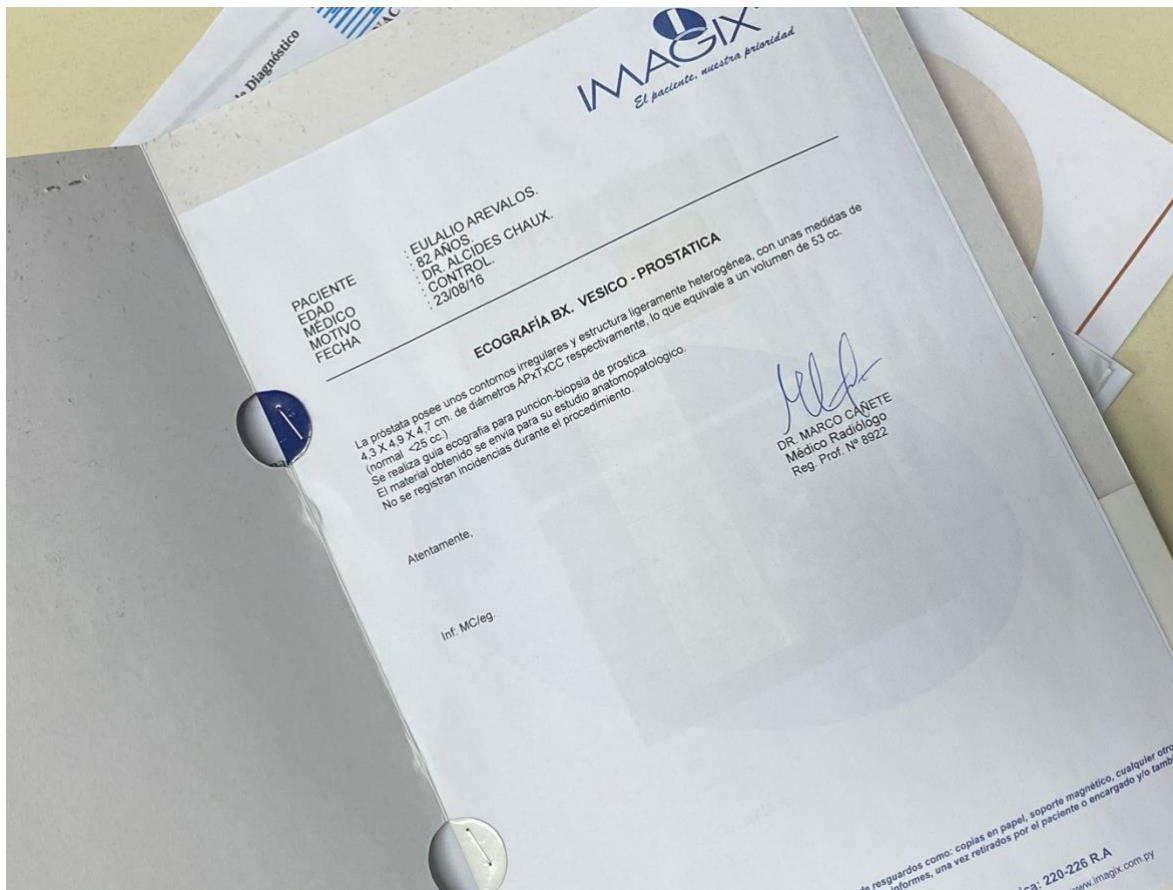 Diagnóstico
IMAGIX
El paciente, nuestra prioridad
PACIENTE : EULALIO AREVALOS.
EDAD : 82 AÑOS.
MÉDICO : DR. ALCIDES CHAUX.
MOTIVO : CONTROL.
FECHA : 23/08/16
ECOGRAFÍA BX. VESICO - PROSTATICA
La próstata posee unos contornos irregulares y estructura ligeramente heterogénea, con unas medidas de
4,3 X 4,9 X 4,7 cm. de diámetros APxTxCC respectivamente, lo que equivale a un volumen de 53 cc.
(normal <25 cc.)
Se realiza guia ecografia para puncion-biopsia de prostica.
El material obtenido se envia para su estudio anatomopatologico.
No se registran incidencias durante el procedimiento.
Atentamente,
DR. MARCO CAÑETE
Médico Radiólogo
Reg. Prof. Nº 8922
Inf: MC/eg.
resguardos como: copias en papel, soporte magnético, cualquier otro
informes, una vez retirados por el paciente o encargado y/o
220-226 R.A
www.imagix.com.py